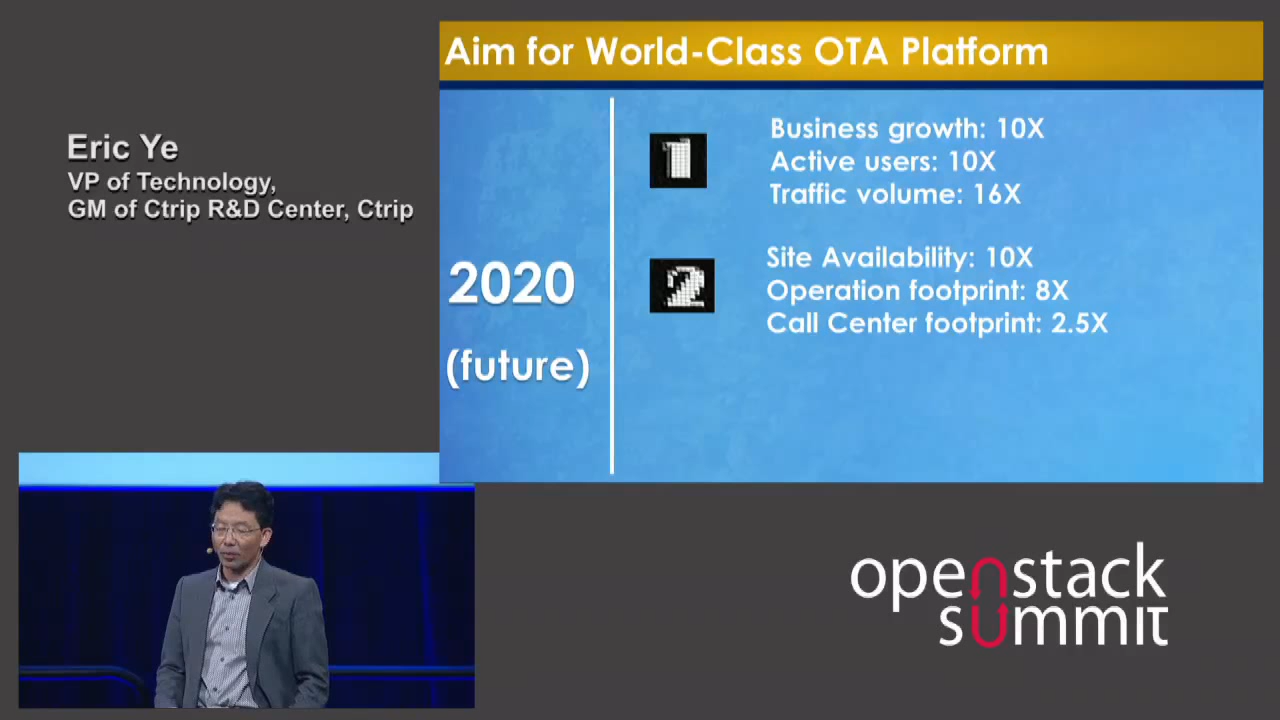 Aim for World-Class OTA Platform
Eric Ye
VP of Technology,
GM of Ctrip R&D Center, Ctrip
2020
(future)
1
Business growth: 10X
Active users: 10X
Traffic volume: 16X
2
Site Availability: 10X
Operation footprint: 8X
Call Center footprint: 2.5X
openstack
summit